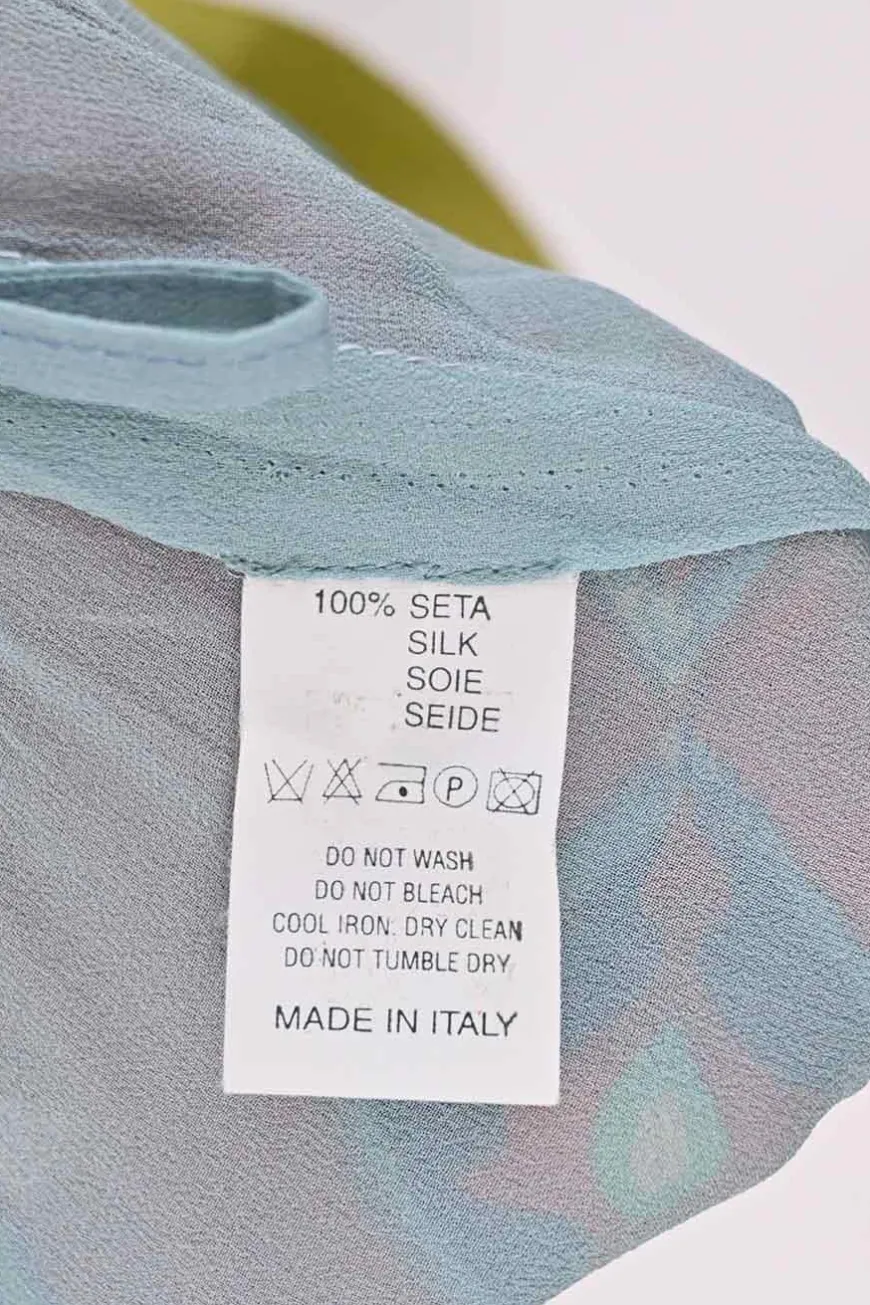 100% SETA
SILK
SOIE
SEIDE
P
DO NOT WASH
DO NOT BLEACH
COOL IRON. DRY CLEAN
DO NOT TUMBLE DRY
MADE IN ITALY